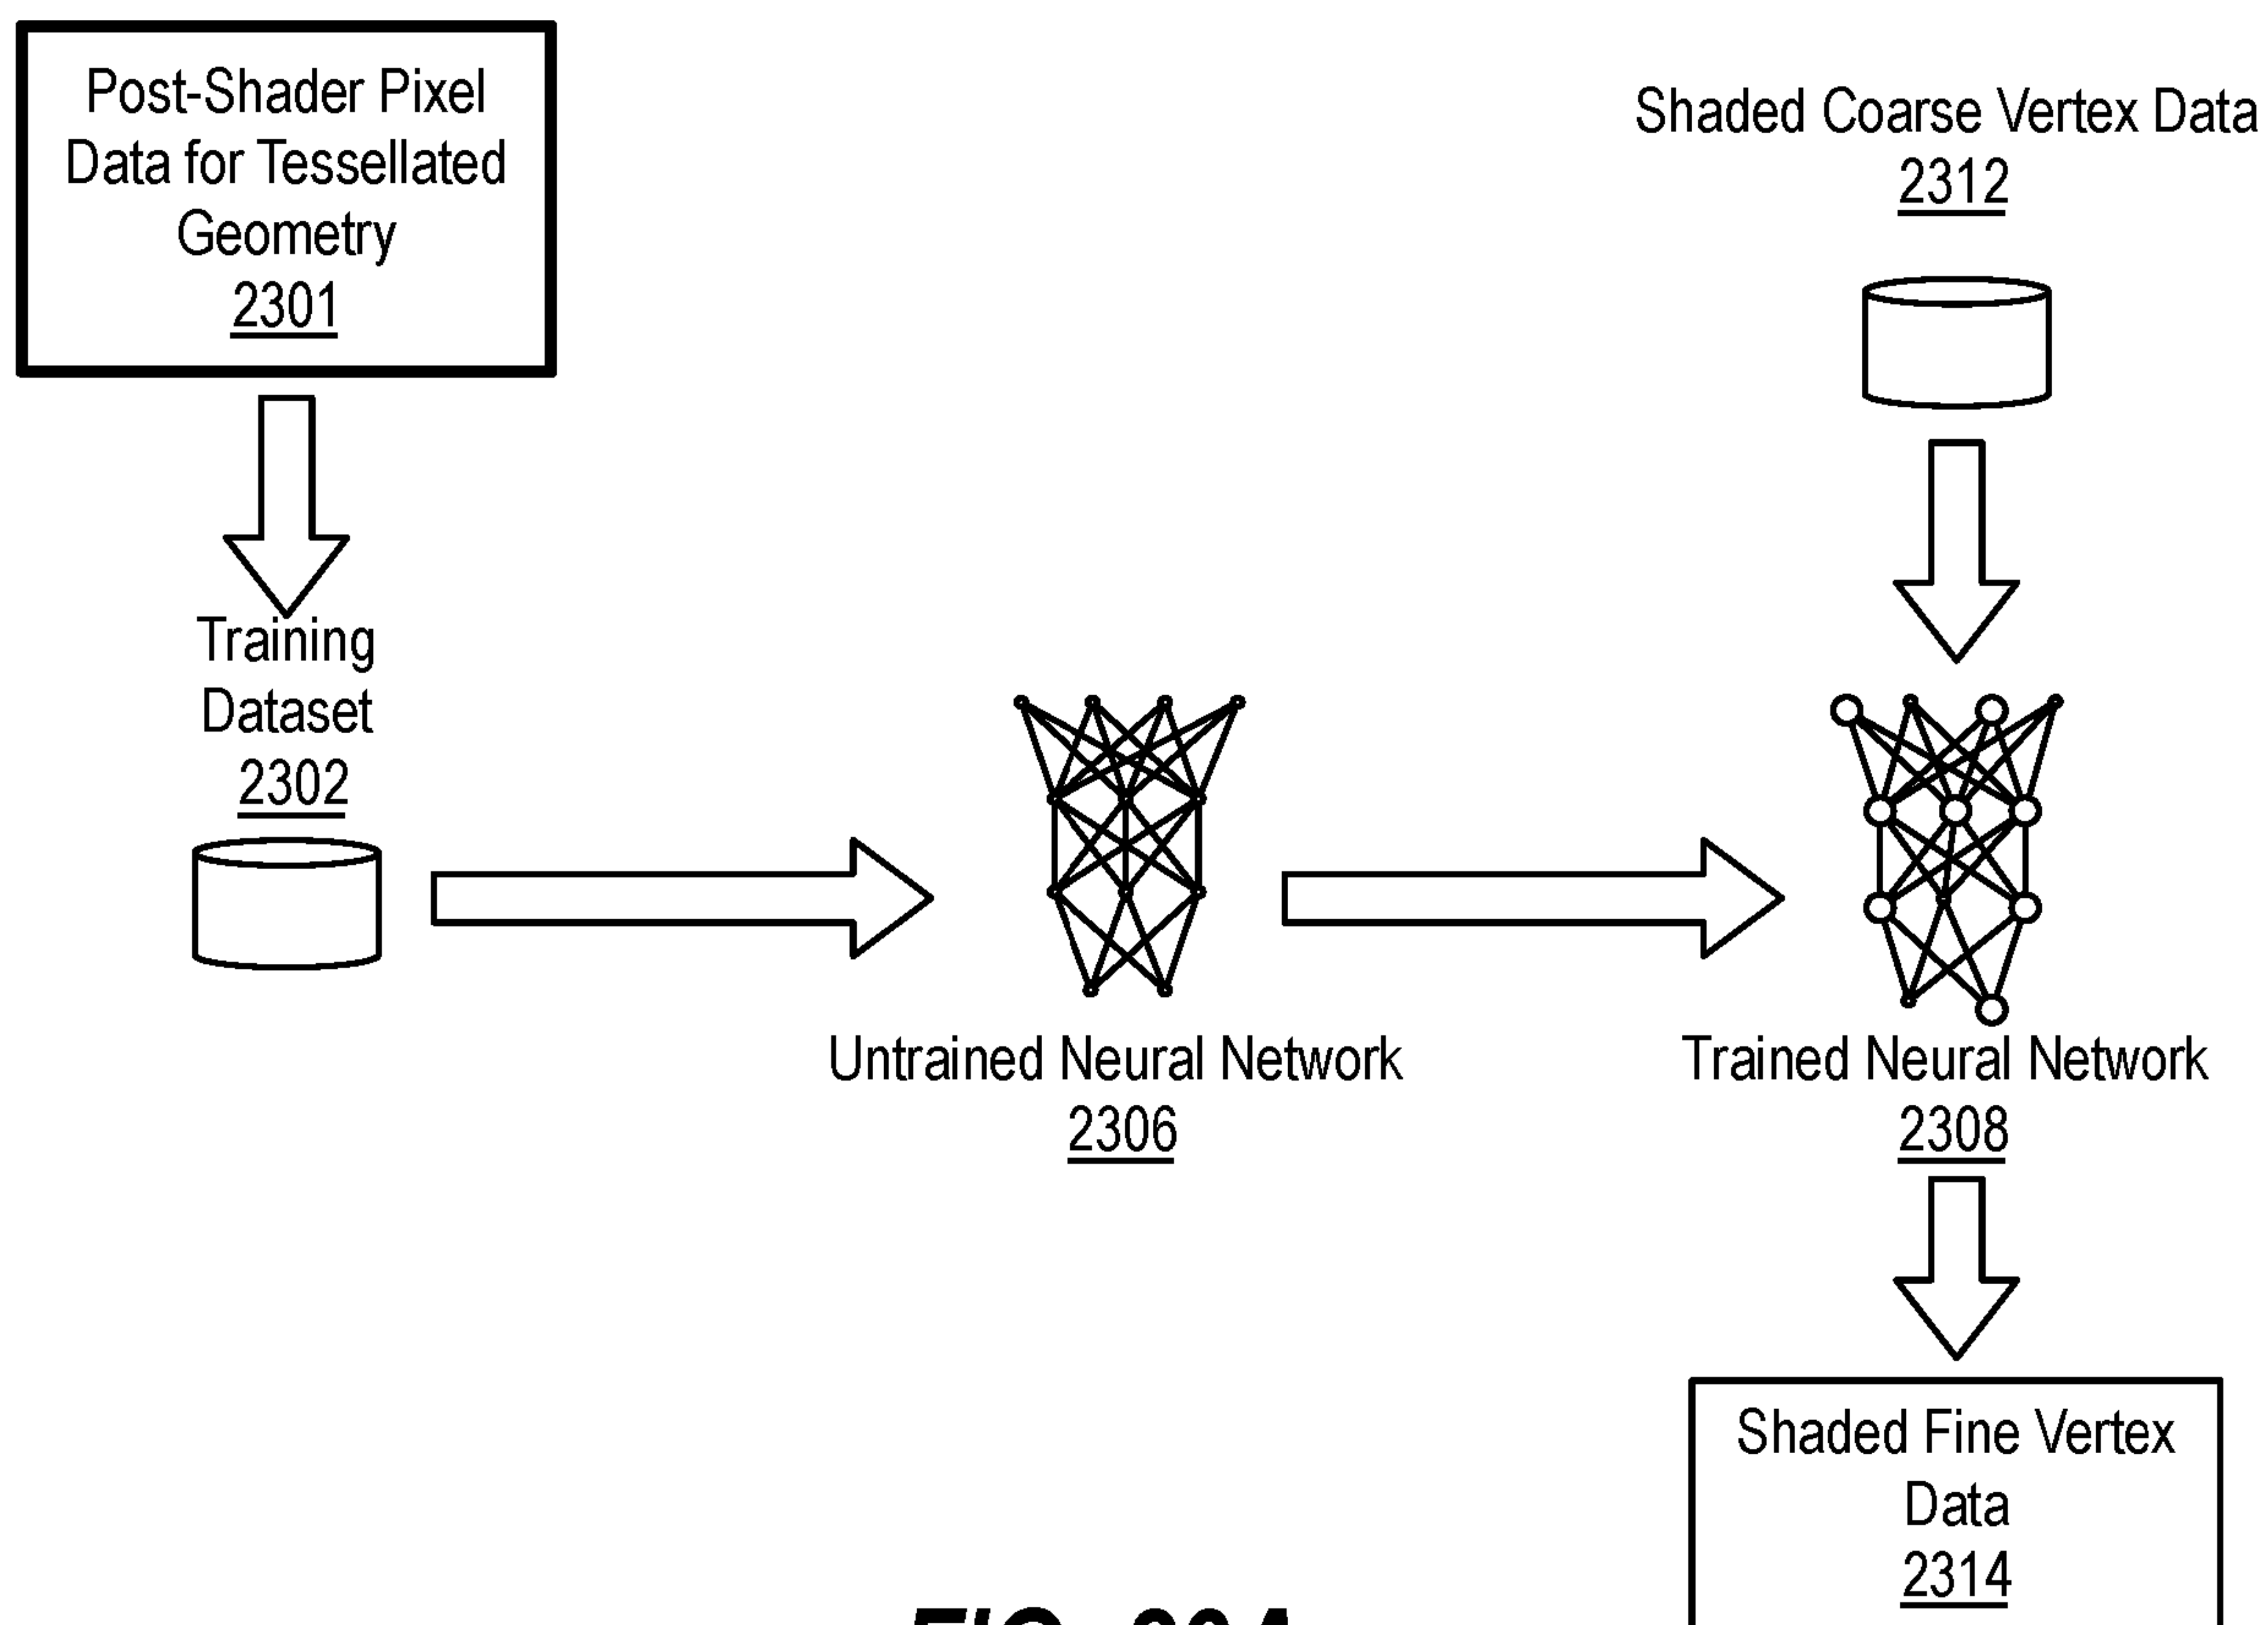 Post-Shader Pixel
Data for Tessellated
Geometry
2301
Training
Dataset
2302
Untrained Neural Network
2306
Shaded Coarse Vertex Data
2312
Trained Neural Network
2308
Shaded Fine Vertex
Data
2314
FIG.